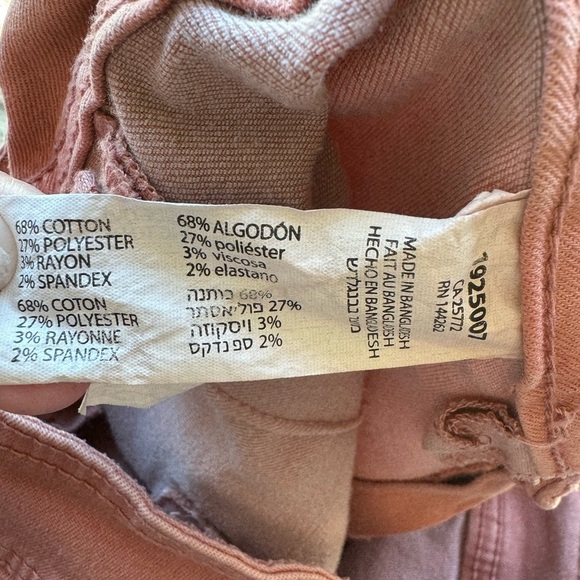 68% COTTON
27% POLYESTER
3% RAYON
2% SPANDEX
68% COTON
27% POLYESTER
3% RAYONNE
2% SPANDEX
68% ALGODÓN
27% poliéster
3% viscosa
2% elastano
68% כותנה
27% פוליאסתר
3% ויסקוזה
2% ספנדקס
MADE IN BANGLADESH
FAIT AU BANGLADESH
HECHO EN BANGLADESH
1925007
CA 25772
RN 144262